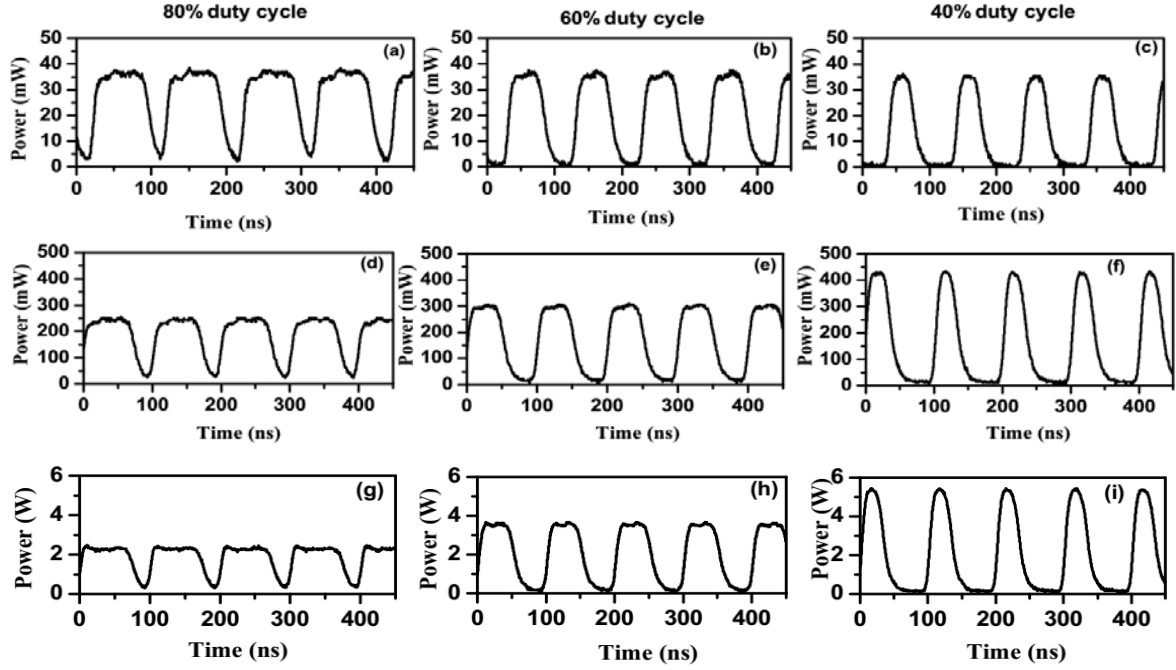 80% duty cycle
60% duty cycle
40% duty cycle
Power (mW)
50
40
30
20
10
0
(a)
0 100 200 300 400
Time (ns)
Power (mW)
50
40
30
20
10
0
(b)
0 100 200 300 400
Time (ns)
Power (mW)
50
40
30
20
10
0
(c)
0 100 200 300 400
Time (ns)
Power (mW)
500
400
300
200
100
0
(d)
0 100 200 300 400
Time (ns)
Power (mW)
500
400
300
200
100
0
(e)
0 100 200 300 400
Time (ns)
Power (mW)
500
400
300
200
100
0
(f)
0 100 200 300 400
Time (ns)
Power (W)
6
4
2
0
(g)
0 100 200 300 400
Time (ns)
Power (W)
6
4
2
0
(h)
0 100 200 300 400
Time (ns)
Power (W)
6
4
2
0
(i)
0 100 200 300 400
Time (ns)